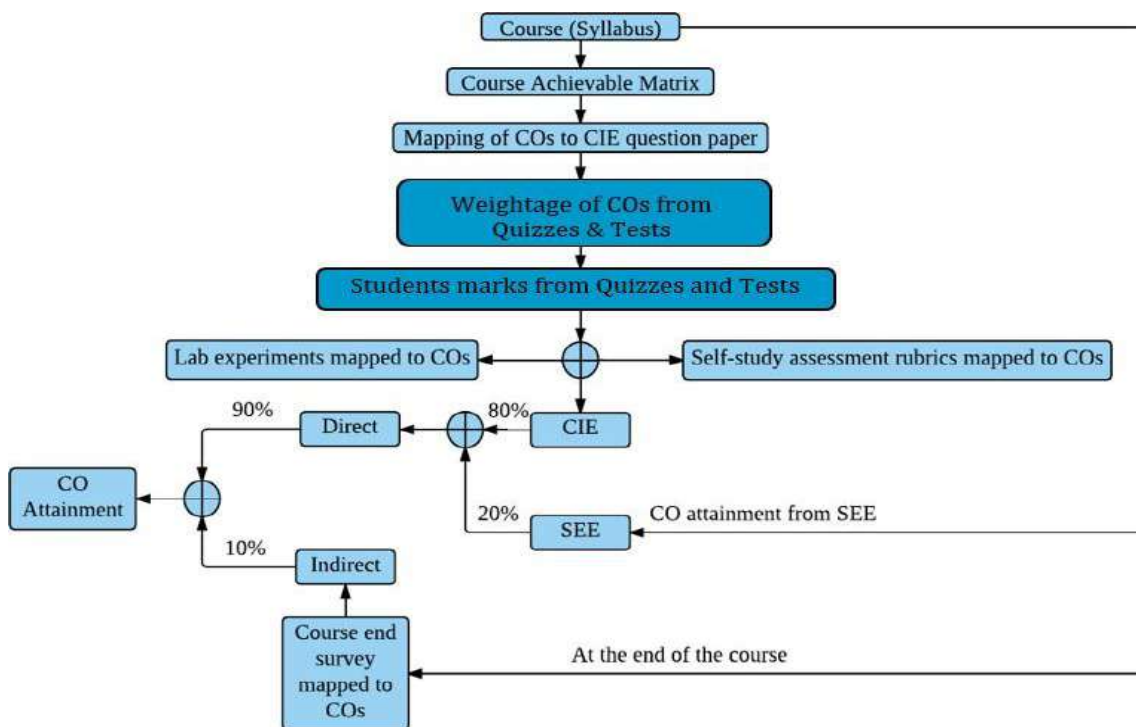 Course (Syllabus)
Course Achievable Matrix
Mapping of COs to CIE question paper
Weightage of COs from
Quizzes & Tests
Students marks from Quizzes and Tests
Lab experiments mapped to COs
Self-study assessment rubrics mapped to COs
90%
Direct
80%
CIE
CO
Attainment
20%
SEE
CO attainment from SEE
10%
Indirect
Course end
survey
mapped to
COs
At the end of the course